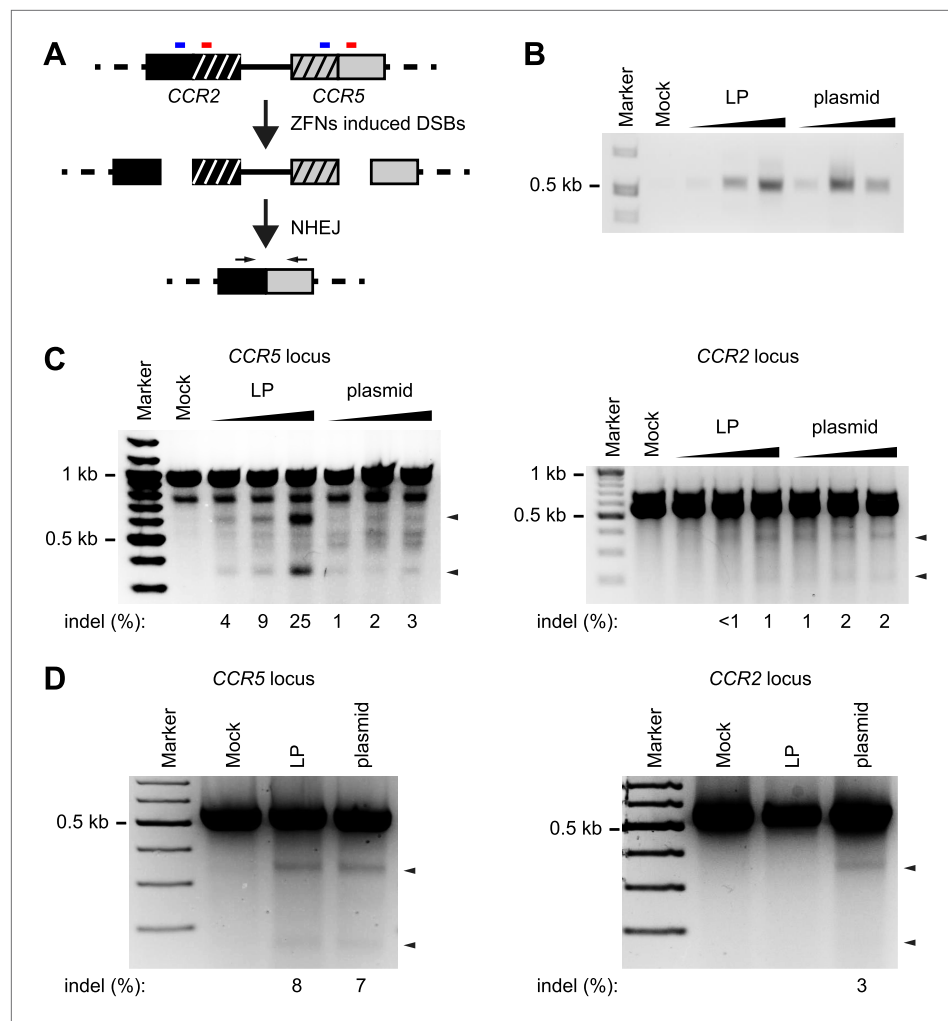 A
CCR2
CCR5
ZFNs induced DSBs
NHEJ
B
Marker
Mock
LP
plasmid
0.5 kb
C
CCR5 locus
Marker
Mock
LP
plasmid
1 kb
0.5 kb
indel (%): 4 9 25 1 2 3
CCR2 locus
Marker
Mock
LP
plasmid
1 kb
0.5 kb
indel (%): <1 1 1 2 2
D
CCR5 locus
Marker
Mock
LP
plasmid
0.5 kb
indel (%): 8 7
CCR2 locus
Marker
Mock
LP
plasmid
0.5 kb
indel (%): 3